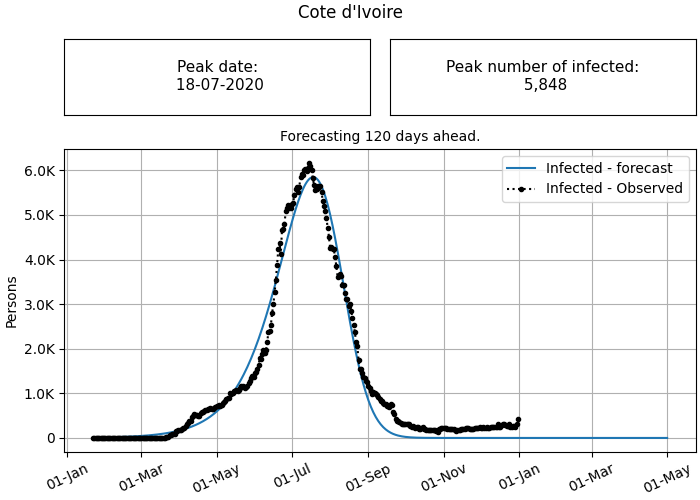 Cote d'Ivoire
Peak date:
18-07-2020
Peak number of infected:
5,848
Forecasting 120 days ahead.
Infected - forecast
Infected - Observed
Persons
6.0K
5.0K
4.0K
3.0K
2.0K
1.0K
0
01-Jan
01-Mar
01-May
01-Jul
01-Sep
01-Nov
01-Jan
01-Mar
01-May